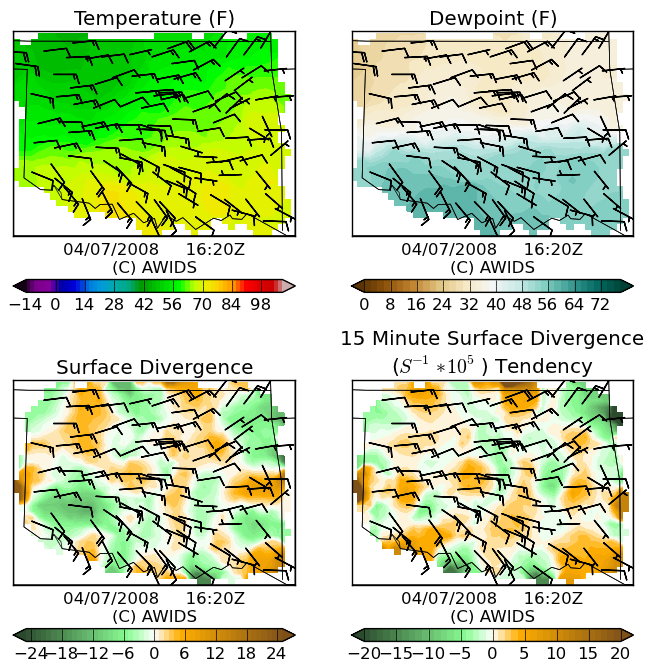 Temperature (F)
Dewpoint (F)
04/07/2008 16:20Z
(C) AWIDS
04/07/2008 16:20Z
(C) AWIDS
−14 0 14 28 42 56 70 84 98
0 8 16 24 32 40 48 56 64 72
Surface Divergence
15 Minute Surface Divergence
(S⁻¹ *10⁵ ) Tendency
04/07/2008 16:20Z
(C) AWIDS
04/07/2008 16:20Z
(C) AWIDS
−24 −18 −12 −6 0 6 12 18 24
−20 −15 −10 −5 0 5 10 15 20